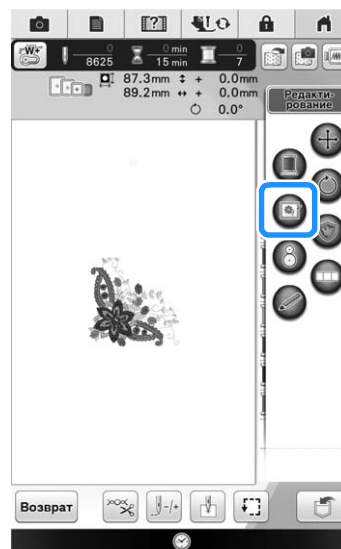 W+
0
8625
0 min
15 min
0
7
87.3mm + 0.0mm
89.2mm + 0.0mm
0.0°
Редакти-
рование
Возврат
-/+